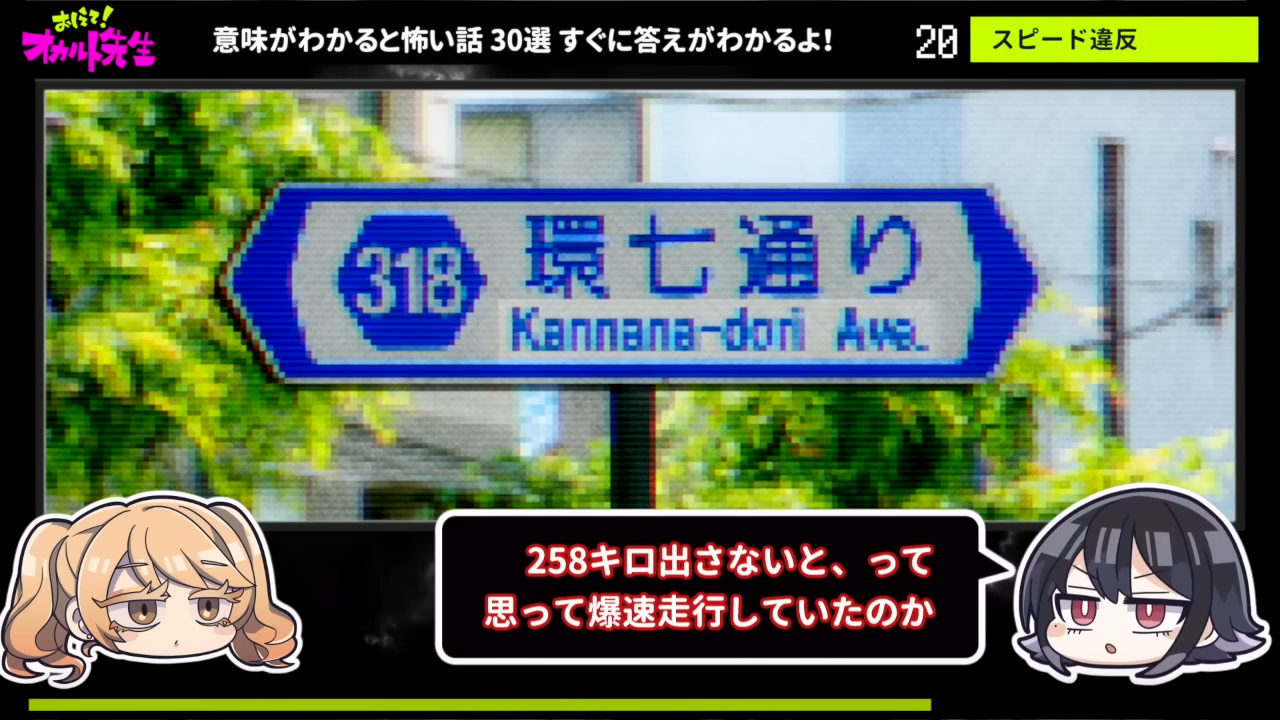 おしえて!
オカルト先生
意味がわかると怖い話 30選 すぐに答えがわかるよ!
20
スピード違反
318
環七通り
Kannana-dori Ave.
258キロ出さないと、って
思って爆速走行していたのか